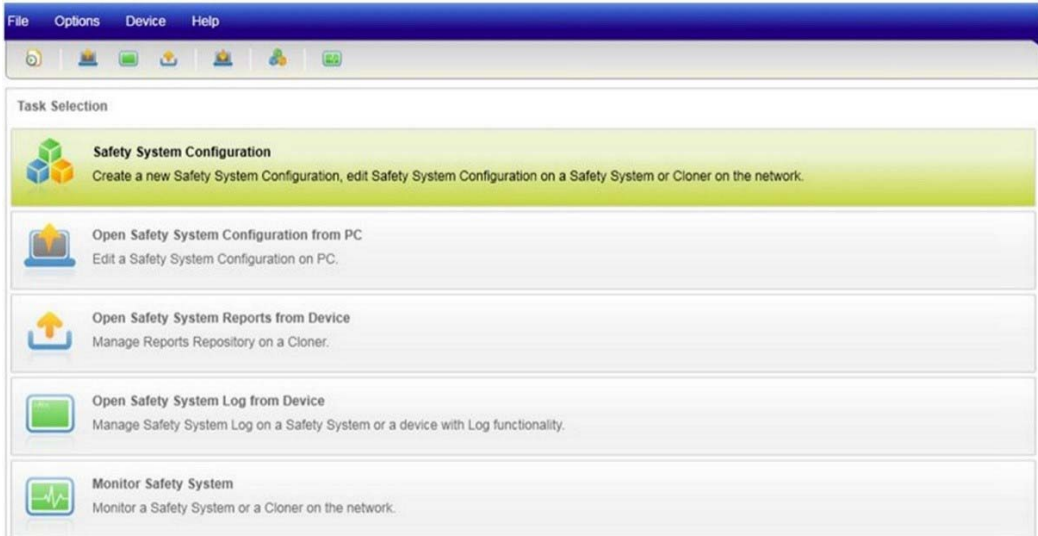 File Options Device Help
Task Selection
Safety System Configuration
Create a new Safety System Configuration, edit Safety System Configuration on a Safety System or Cloner on the network.
Open Safety System Configuration from PC
Edit a Safety System Configuration on PC.
Open Safety System Reports from Device
Manage Reports Repository on a Cloner.
Open Safety System Log from Device
Manage Safety System Log on a Safety System or a device with Log functionality.
Monitor Safety System
Monitor a Safety System or a Cloner on the network.